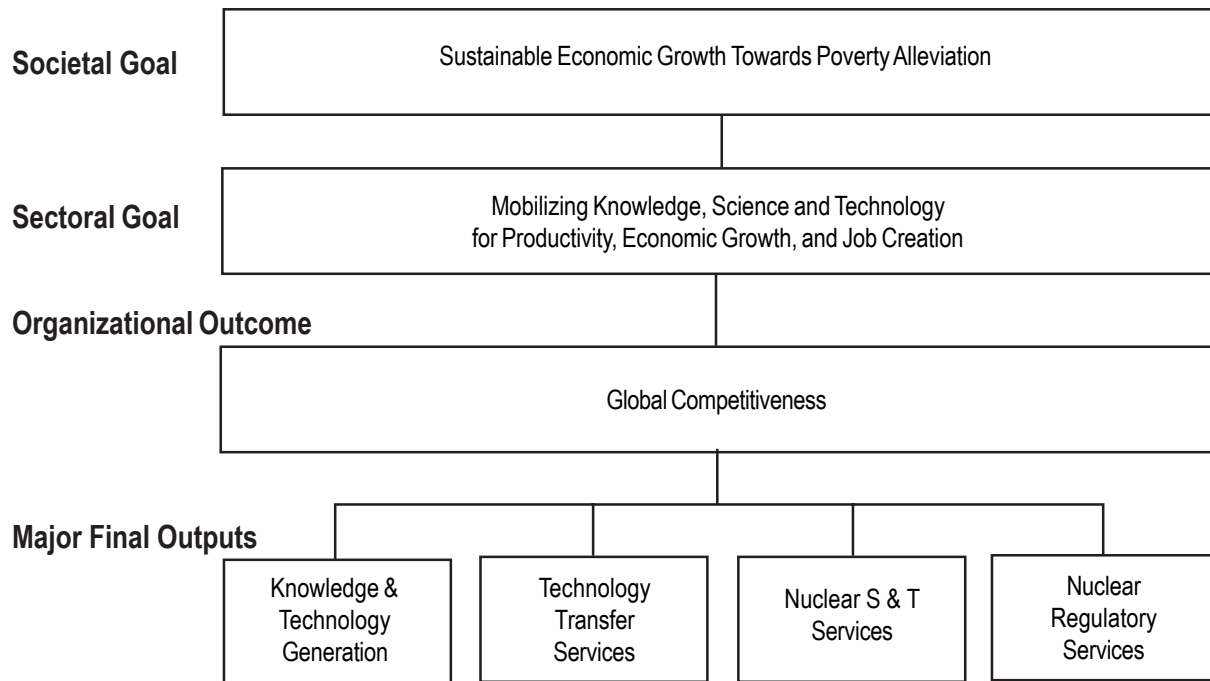 Societal Goal
Sustainable Economic Growth Towards Poverty Alleviation
Sectoral Goal
Mobilizing Knowledge, Science and Technology
for Productivity, Economic Growth, and Job Creation
Organizational Outcome
Global Competitiveness
Major Final Outputs
Knowledge &
Technology
Generation
Technology
Transfer
Services
Nuclear S & T
Services
Nuclear
Regulatory
Services